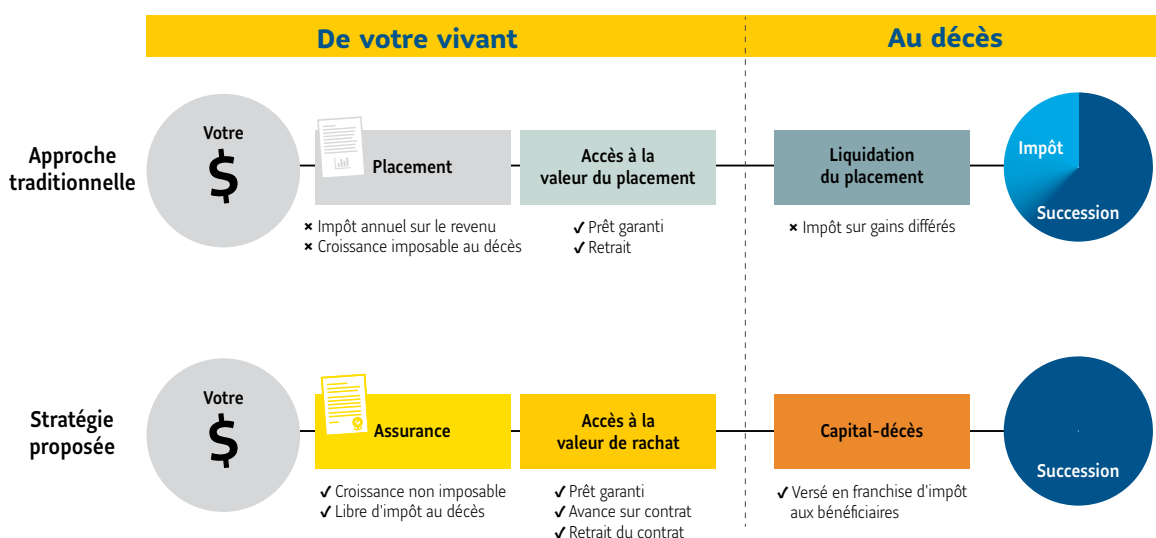 De votre vivant
Au décès
Approche
traditionnelle
Votre
$
Placement
Accès à la
valeur du placement
Liquidation
du placement
Impôt
Succession
✖ Impôt annuel sur le revenu
✖ Croissance imposable au décès
✓ Prêt garanti
✓ Retrait
✖ Impôt sur gains différés
Stratégie
proposée
Votre
$
Assurance
Accès à la
valeur de rachat
Capital-décès
Succession
✓ Croissance non imposable
✓ Libre d'impôt au décès
✓ Prêt garanti
✓ Avance sur contrat
✓ Retrait du contrat
✓ Versé en franchise d'impôt
aux bénéficiaires